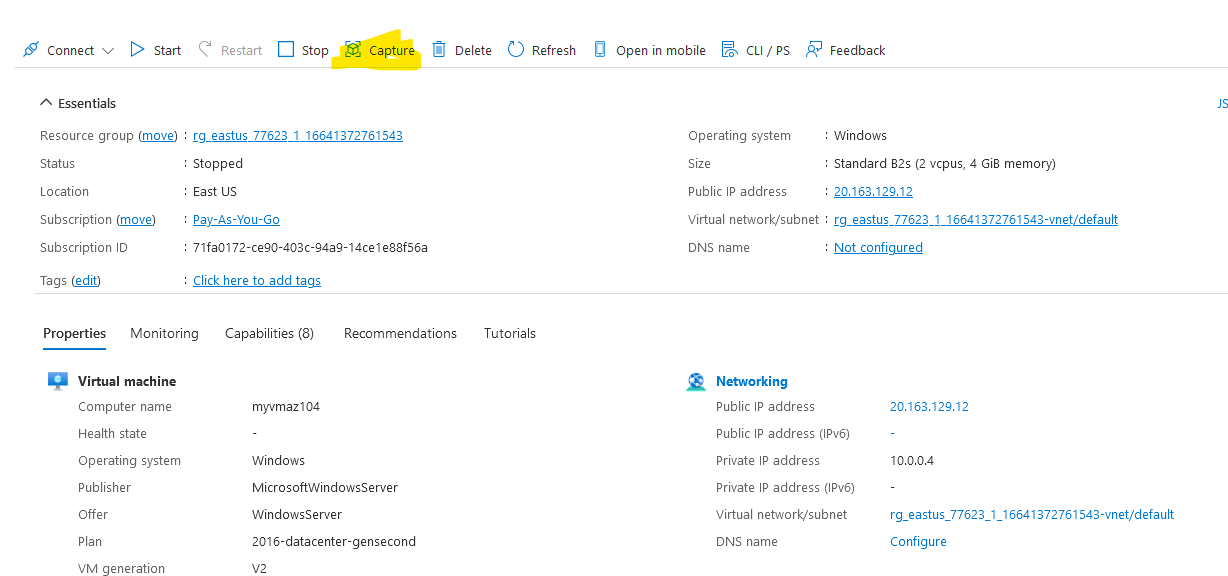 Connect Start Restart Stop Capture Delete Refresh Open in mobile CLI / PS Feedback
Essentials
JS
Resource group (move) : rg_eastus_77623_1_16641372761543
Status : Stopped
Location : East US
Subscription (move) : Pay-As-You-Go
Subscription ID : 71fa0172-ce90-403c-94a9-14ce1e88f56a
Tags (edit) : Click here to add tags
Operating system : Windows
Size : Standard B2s (2 vcpus, 4 GiB memory)
Public IP address : 20.163.129.12
Virtual network/subnet : rg_eastus_77623_1_16641372761543-vnet/default
DNS name : Not configured
Properties Monitoring Capabilities (8) Recommendations Tutorials
Virtual machine
Computer name myvmaz104
Health state -
Operating system Windows
Publisher MicrosoftWindowsServer
Offer WindowsServer
Plan 2016-datacenter-gensecond
VM generation V2
Networking
Public IP address 20.163.129.12
Public IP address (IPv6) -
Private IP address 10.0.0.4
Private IP address (IPv6) -
Virtual network/subnet rg_eastus_77623_1_16641372761543-vnet/default
DNS name Configure